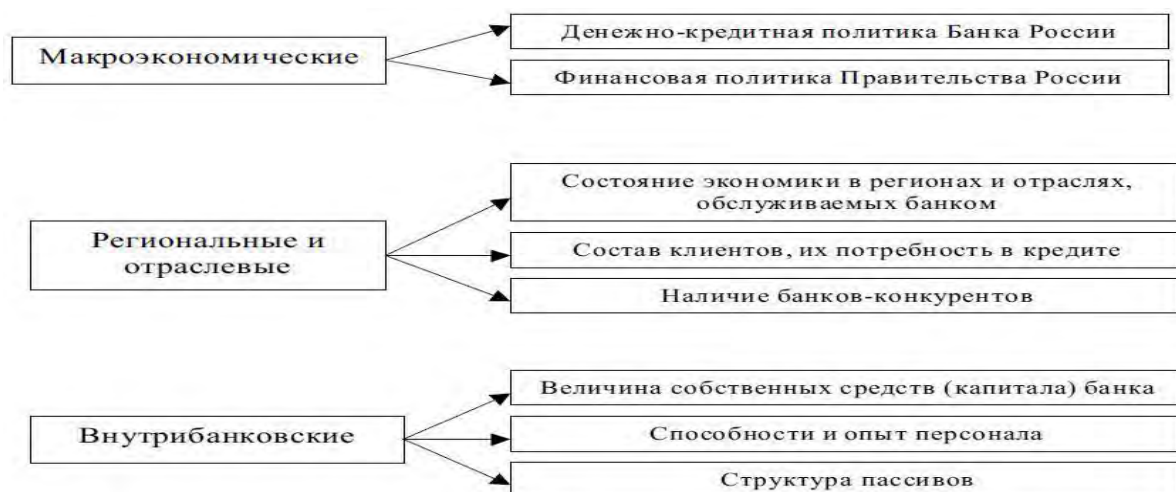 Макроэкономические
Денежно-кредитная политика Банка России
Финансовая политика Правительства России
Региональные и
отраслевые
Состояние экономики в регионах и отраслях,
обслуживаемых банком
Состав клиентов, их потребность в кредите
Наличие банков-конкурентов
Внутрибанковские
Величина собственных средств (капитала) банка
Способности и опыт персонала
Структура пассивов